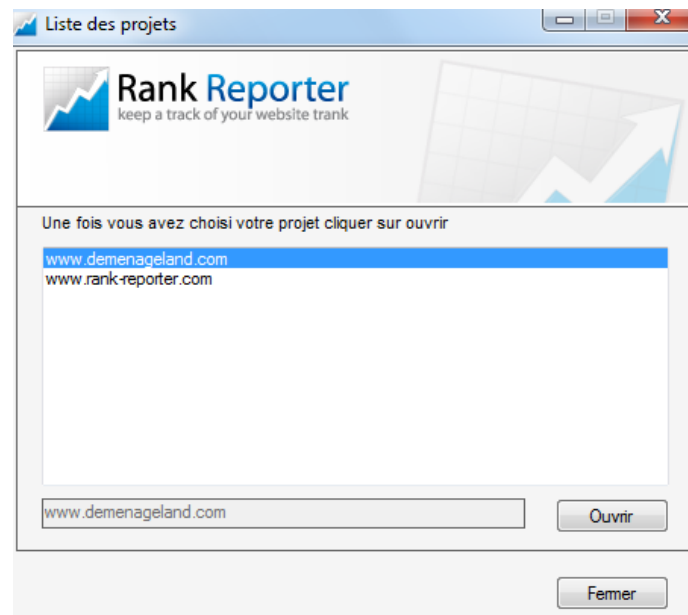 Liste des projets
Rank Reporter
keep a track of your website trank
Une fois vous avez choisi votre projet cliquer sur ouvrir
www.demenageland.com
www.rank-reporter.com
www.demenageland.com
Ouvrir
Fermer